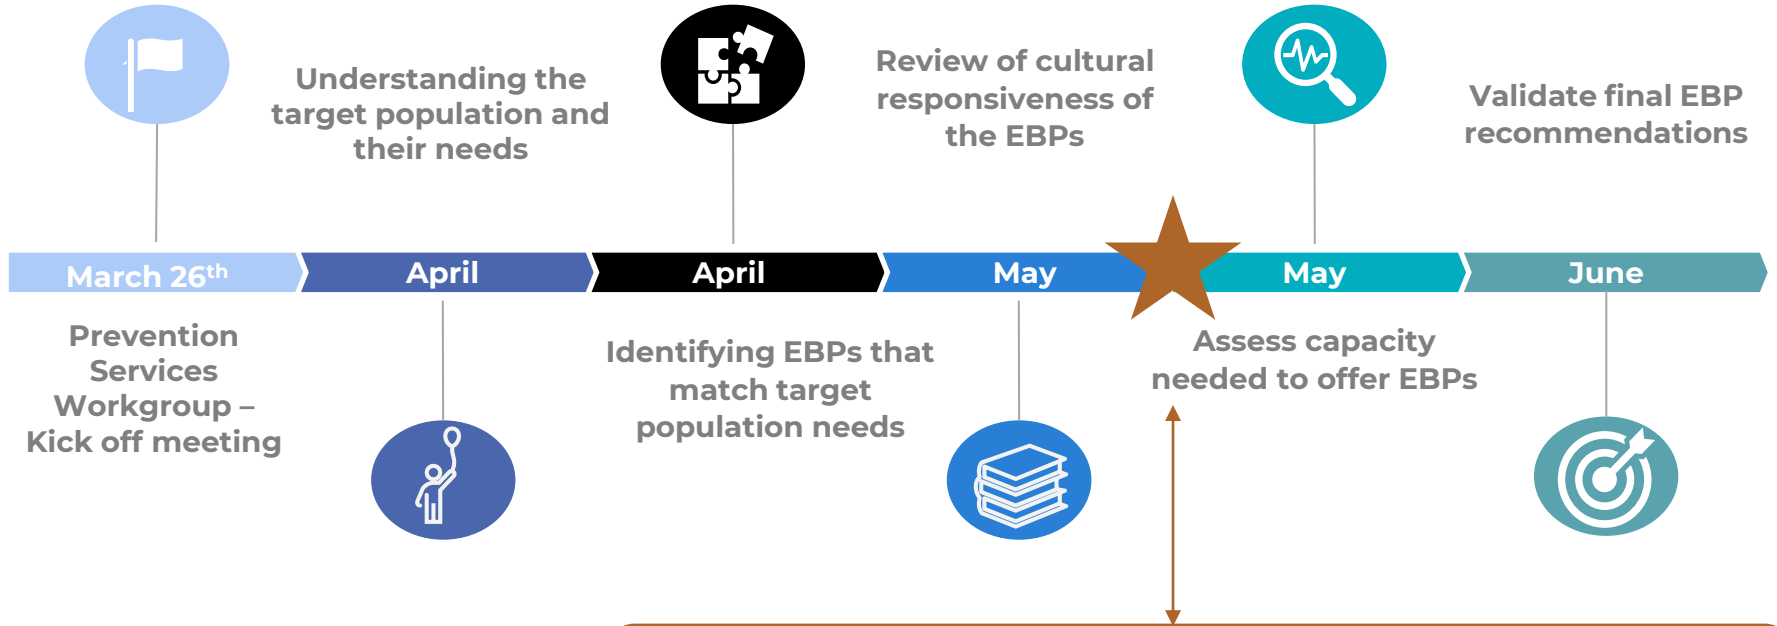 Understanding the
target population and
their needs
Review of cultural
responsiveness of
the EBPs
Validate final EBP
recommendations
March 26th
April
April
May
May
June
Prevention
Services
Workgroup –
Kick off meeting
Identifying EBPs that
match target
population needs
Assess capacity
needed to offer EBPs